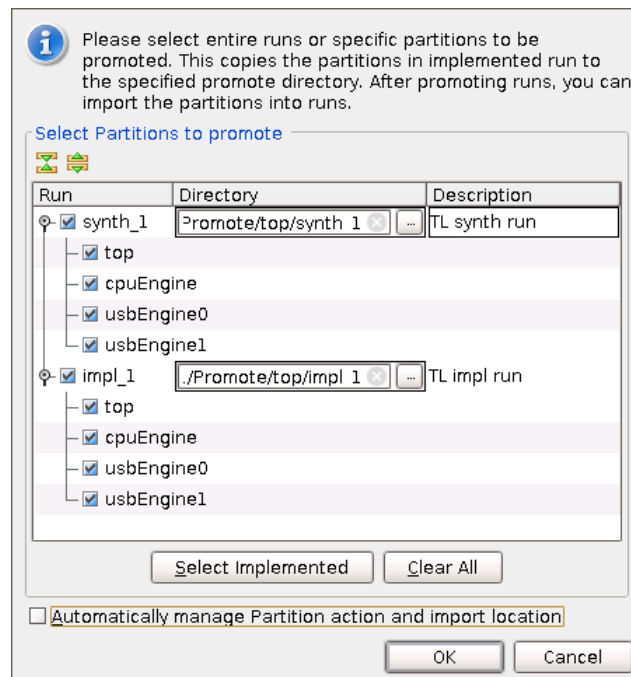 Please select entire runs or specific partitions to be
promoted. This copies the partitions in implemented run to
the specified promote directory. After promoting runs, you can
import the partitions into runs.
Select Partitions to promote
Run Directory Description
synth_1 Promote/top/synth_1 ... TL synth run
top
cpuEngine
usbEngine0
usbEngine1
impl_1 ./Promote/top/impl_1 ... TL impl run
top
cpuEngine
usbEngine0
usbEngine1
Select Implemented Clear All
Automatically manage Partition action and import location
OK Cancel